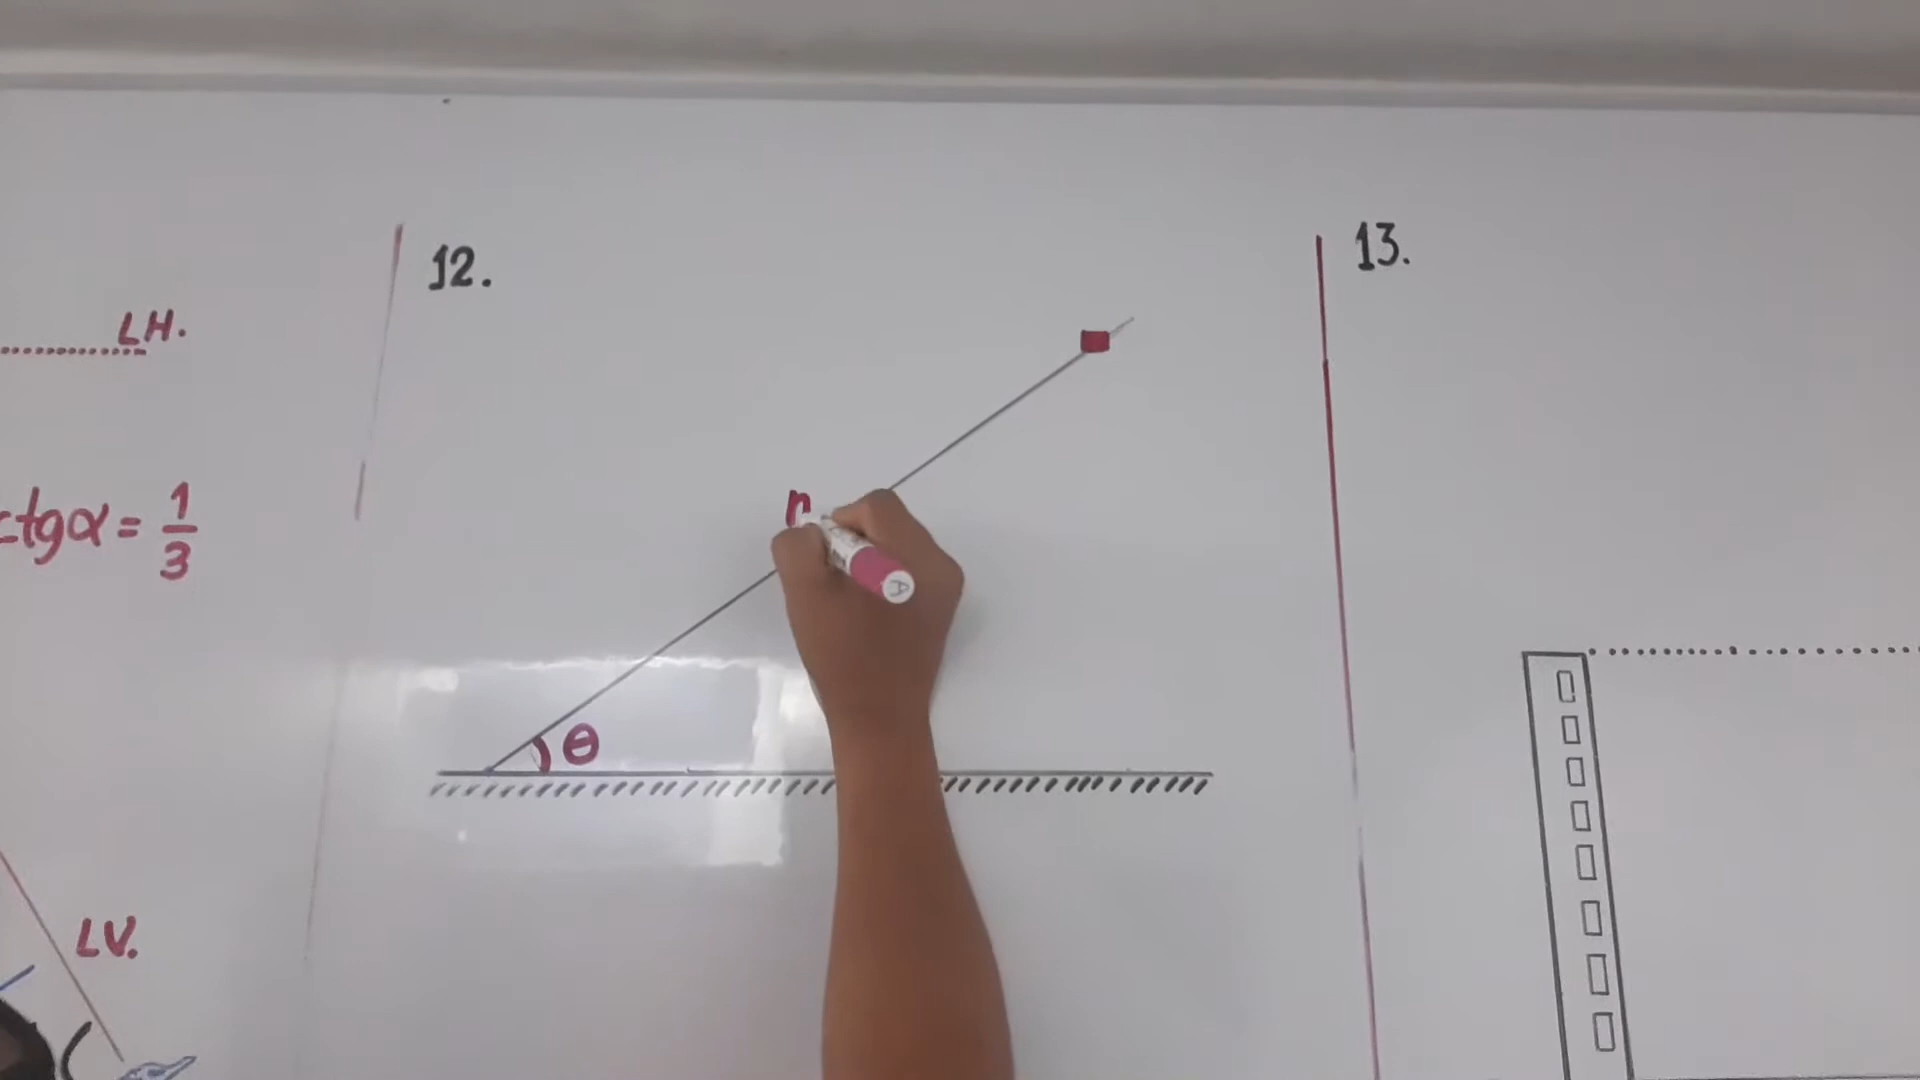 LH.
ctgα = 1/3
LV.
12.
n
θ
A
13.